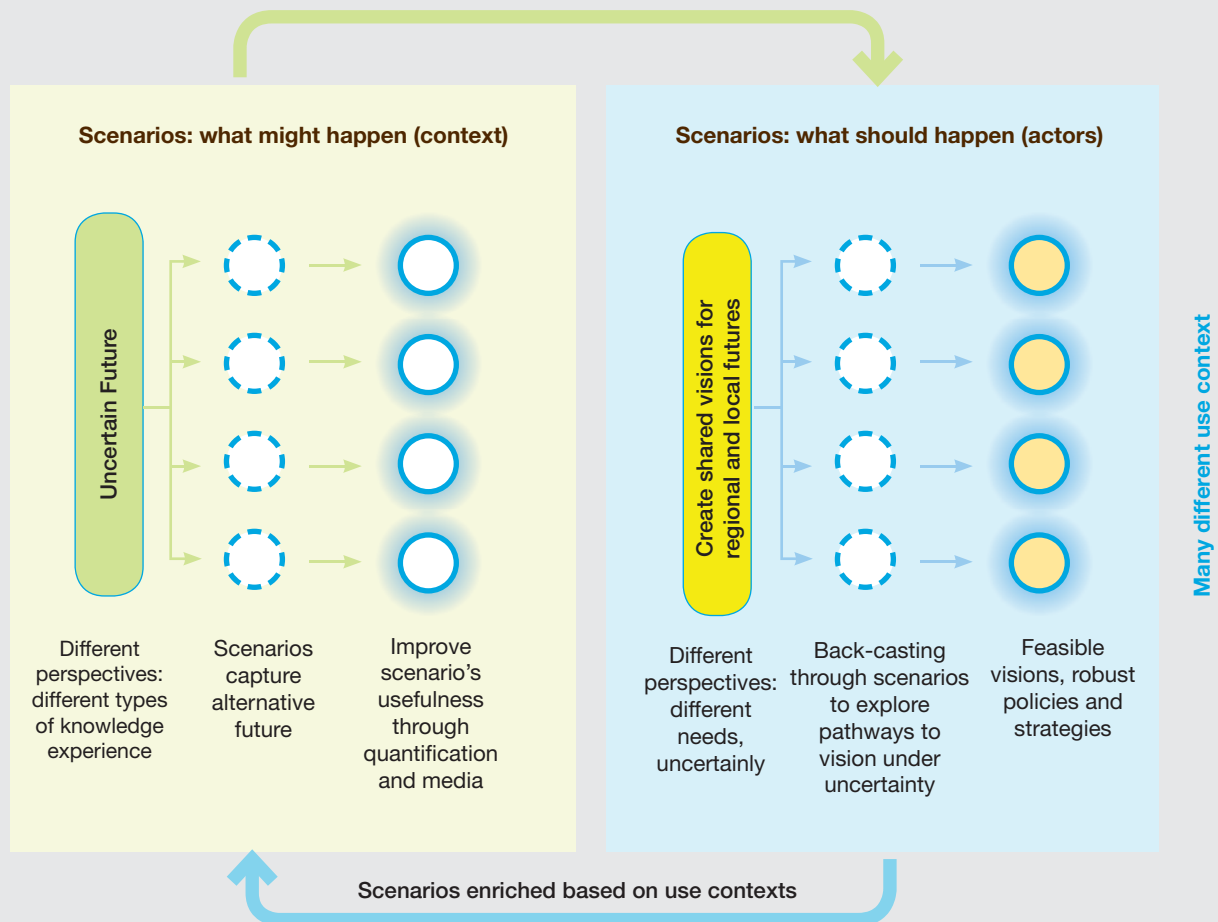 Scenarios: what might happen (context)
Uncertain Future
Different
perspectives:
different types
of knowledge
experience
Scenarios
capture
alternative
future
Improve
scenario's
usefulness
through
quantification
and media
Scenarios: what should happen (actors)
Create shared visions for
regional and local futures
Different
perspectives:
different
needs,
uncertainly
Back-casting
through scenarios
to explore
pathways to
vision under
uncertainty
Feasible
visions, robust
policies and
strategies
Many different use context
Scenarios enriched based on use contexts